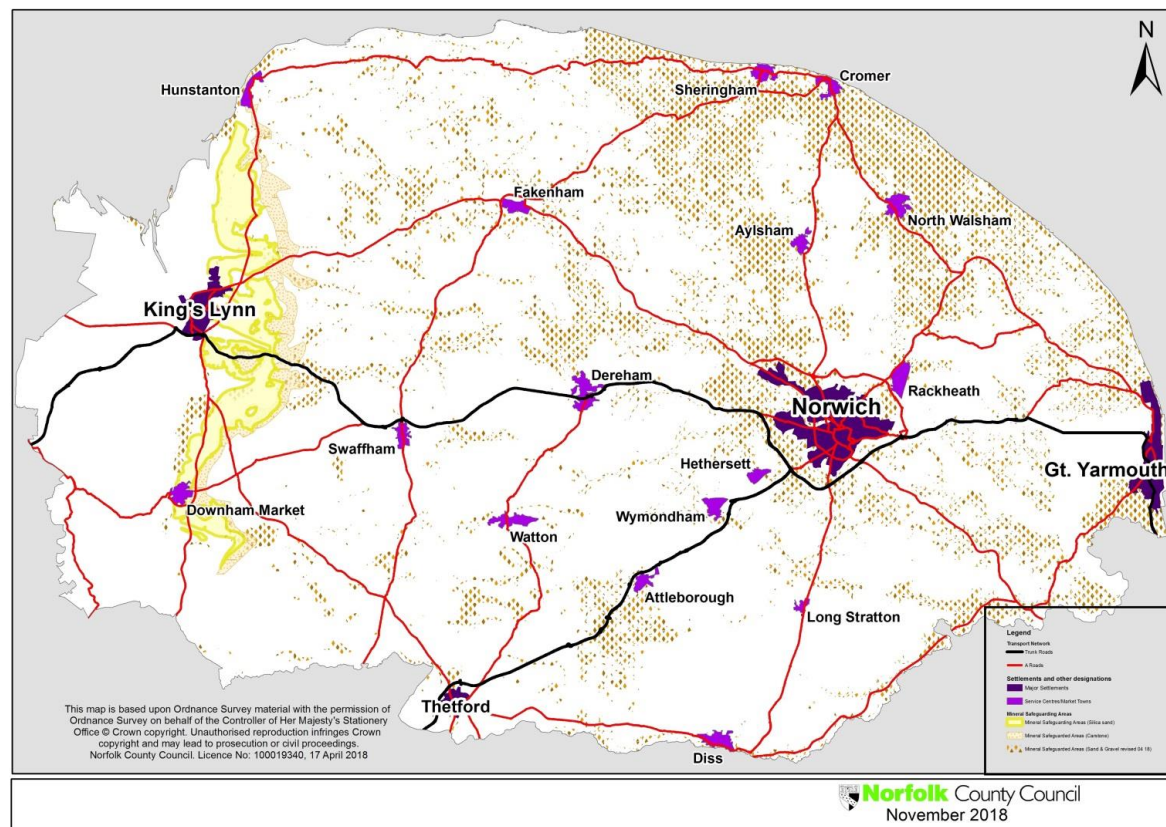 N
Hunstanton
Sheringham
Cromer
Fakenham
Aylsham
North Walsham
King's Lynn
Dereham
Norwich
Rackheath
Swaffham
Hethersett
Gt. Yarmouth
Downham Market
Wymondham
Watton
Attleborough
Long Stratton
Thetford
Diss
This map is based upon Ordnance Survey material with the permission of
Ordnance Survey on behalf of the Controller of Her Majesty's Stationery
Office © Crown copyright. Unauthorised reproduction infringes Crown
copyright and may lead to prosecution or civil proceedings.
Norfolk County Council. Licence No: 100019340, 17 April 2018
Legend
Transport Network
Trunk Roads
A Roads
Settlements and other designations
Major Settlements
Service Centres/Market Towns
Mineral Safeguarding Areas
Mineral Safeguarding Areas (Silica sand)
Mineral Safeguarded Areas (Carstone)
Mineral Safeguarded Areas (Sand & Gravel revised 04.18)
Norfolk County Council
November 2018